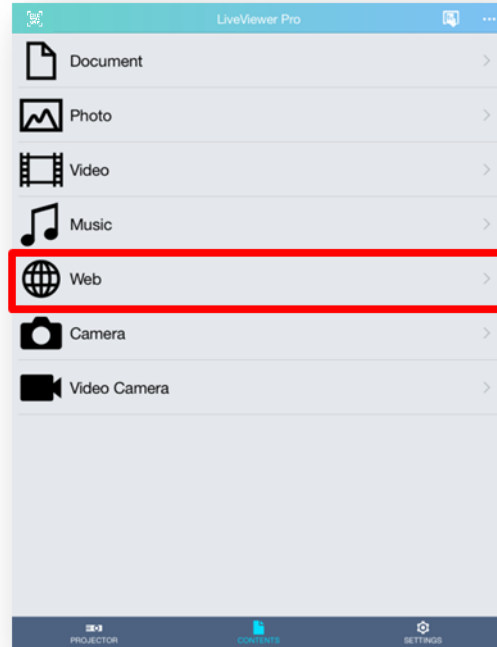 LiveViewer Pro
Document
Photo
Video
Music
Web
Camera
Video Camera
PROJECTOR
CONTENTS
SETTINGS